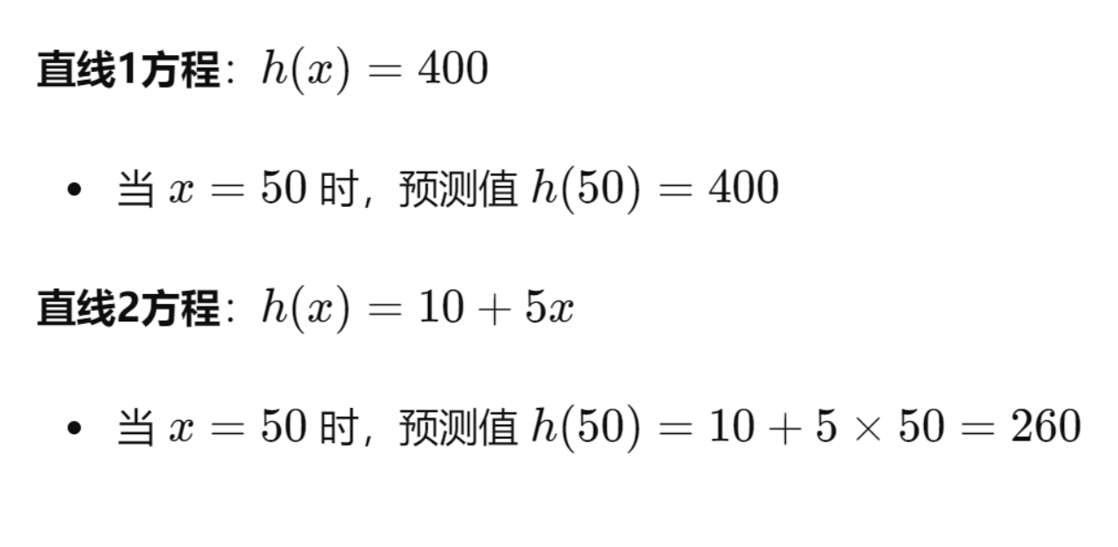 直线1方程：h(x) = 400
• 当 x = 50 时，预测值 h(50) = 400
直线2方程：h(x) = 10 + 5x
• 当 x = 50 时，预测值 h(50) = 10 + 5 × 50 = 260